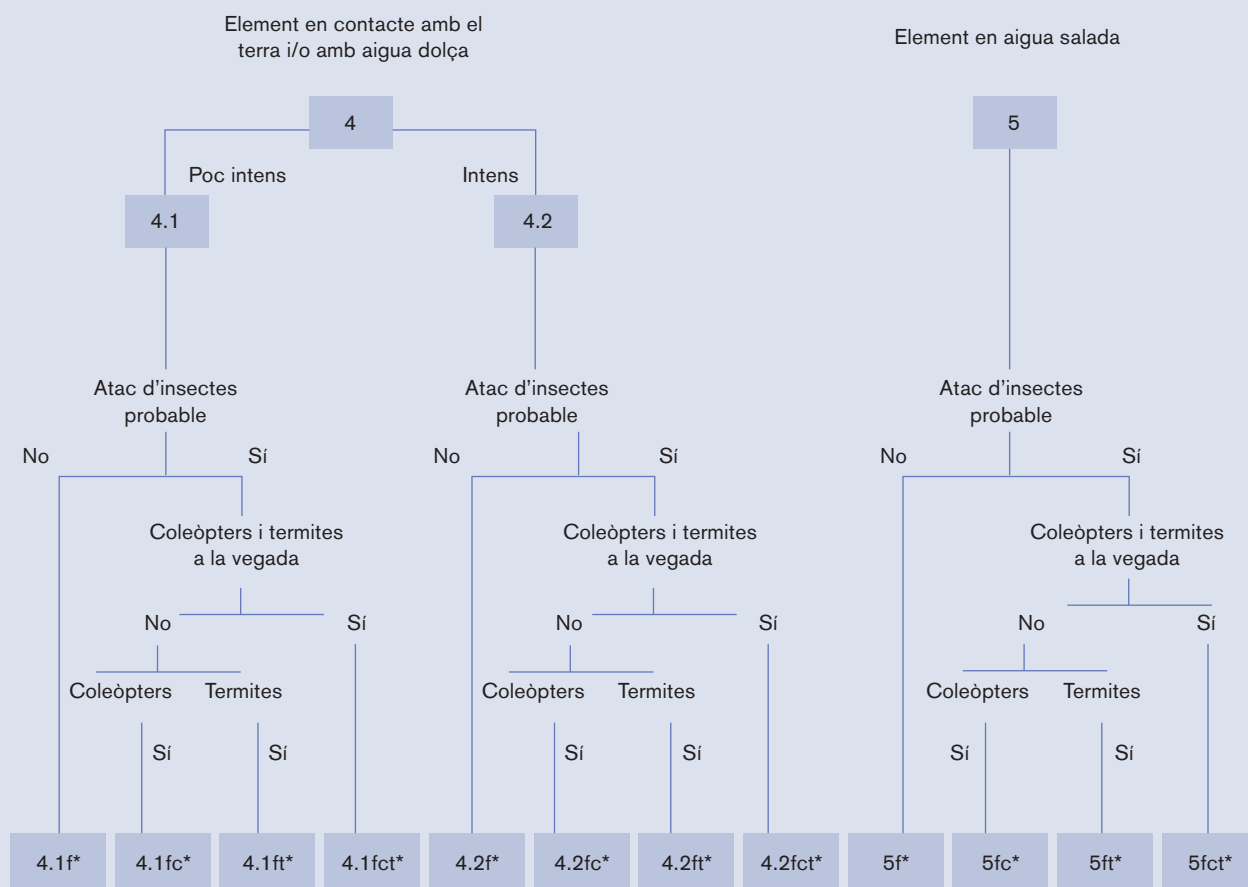 Element en contacte amb el
terra i/o amb aigua dolça
Element en aigua salada
4
5
Poc intens
Intens
4.1
4.2
Atac d'insectes
probable
Atac d'insectes
probable
Atac d'insectes
probable
No
Sí
No
Sí
No
Sí
Coleòpters i termites
a la vegada
Coleòpters i termites
a la vegada
Coleòpters i termites
a la vegada
No
Sí
No
Sí
No
Sí
Coleòpters
Termites
Coleòpters
Termites
Coleòpters
Termites
Sí
Sí
Sí
Sí
Sí
Sí
4.1f*
4.1fc*
4.1ft*
4.1fct*
4.2f*
4.2fc*
4.2ft*
4.2fct*
5f*
5fc*
5ft*
5fct*